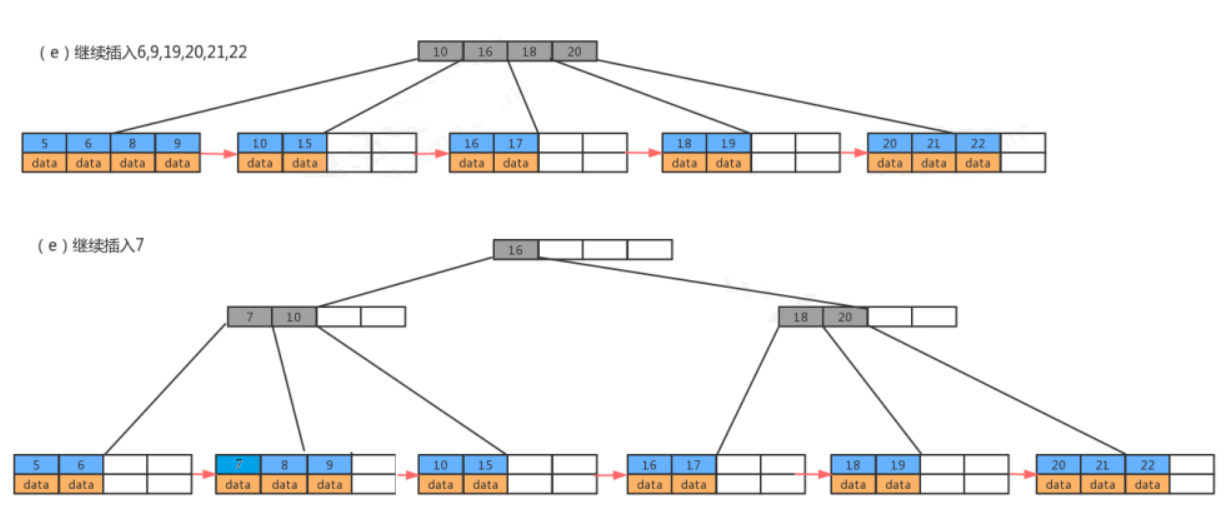 (e)继续插入6,9,19,20,21,22
10 16 18 20
5 6 8 9 10 15 16 17 18 19 20 21 22
data data data data data data data data data data data data data
(e)继续插入7
16
7 10 18 20
5 6 7 8 9 10 15 16 17 18 19 20 21 22
data data data data data data data data data data data data data data